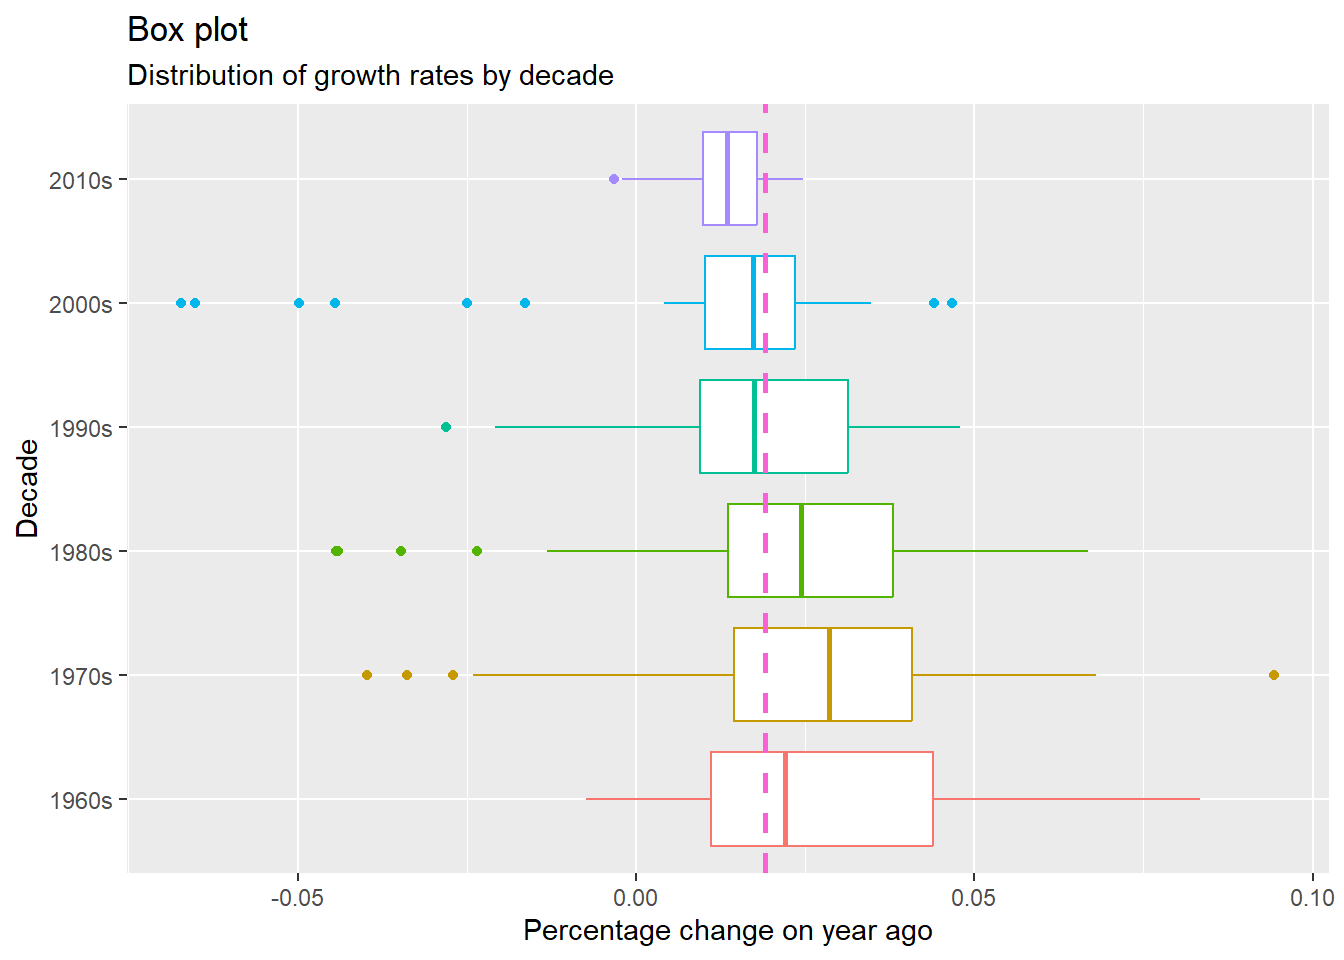 Box plot
Distribution of growth rates by decade
2010s
2000s
1990s
1980s
1970s
1960s
Decade
-0.05
0.00
0.05
0.10
Percentage change on year ago